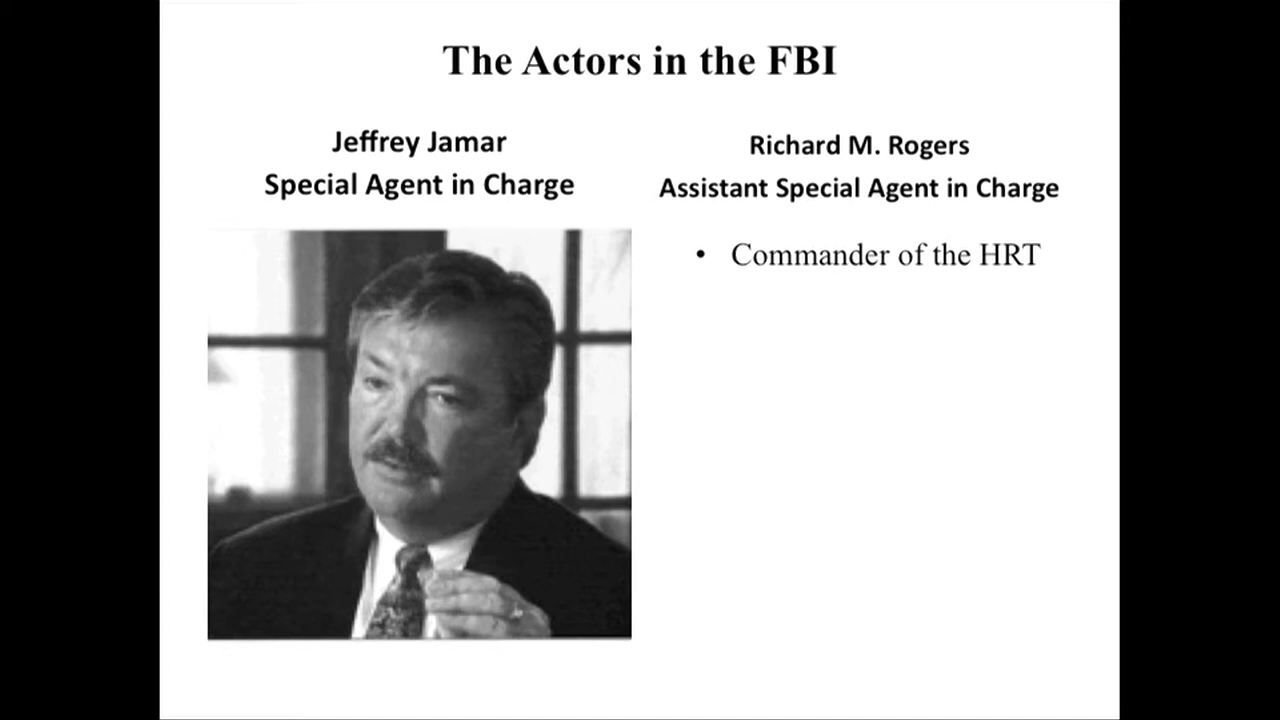 The Actors in the FBI
Jeffrey Jamar
Special Agent in Charge
Richard M. Rogers
Assistant Special Agent in Charge
• Commander of the HRT